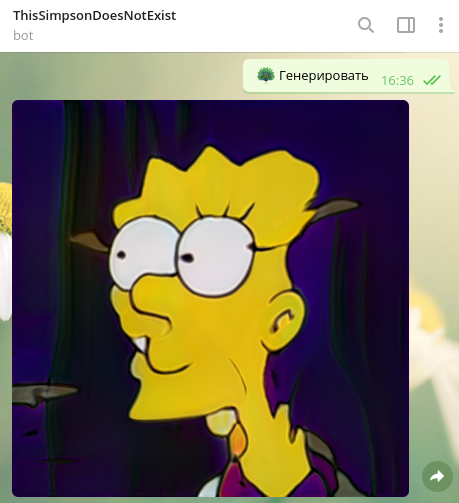 ThisSimpsonDoesNotExist
bot
Генерировать 16:36